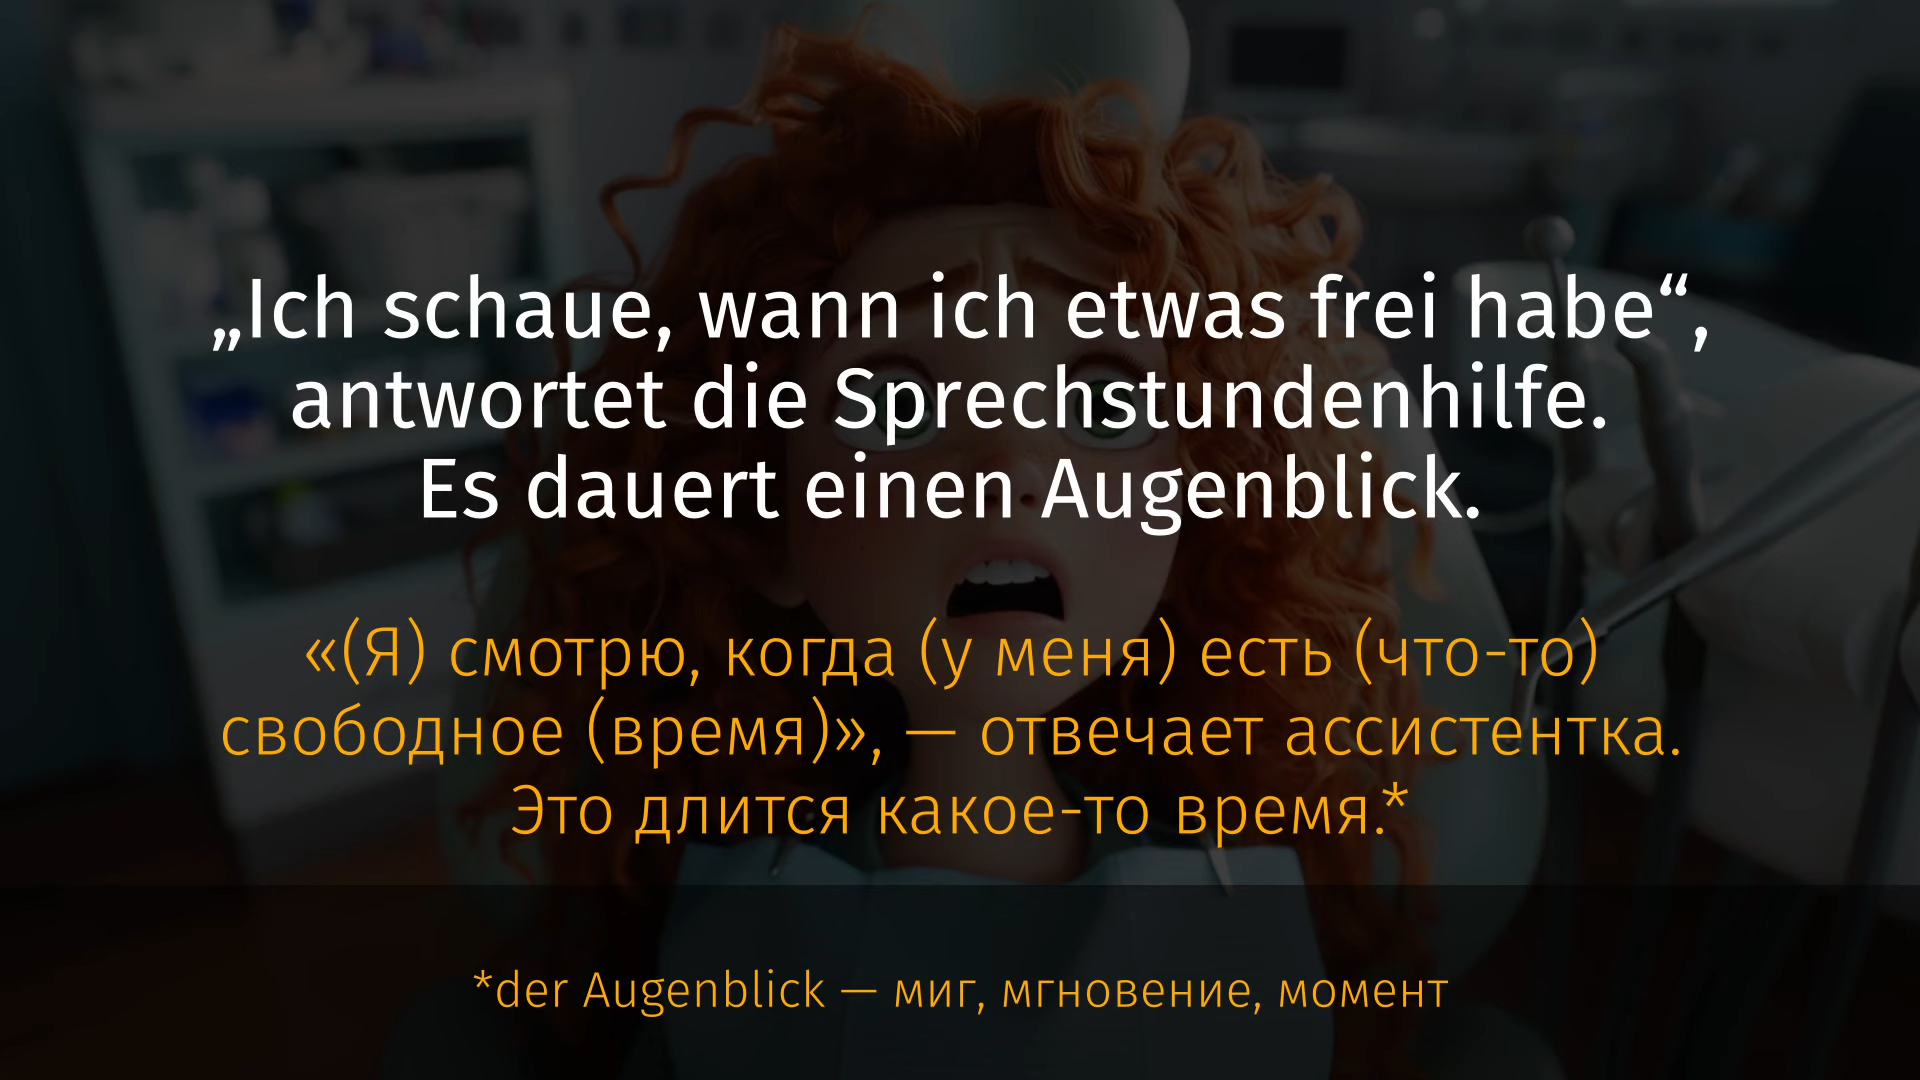 „Ich schaue, wann ich etwas frei habe“,
antwortet die Sprechstundenhilfe.
Es dauert einen Augenblick.
«(Я) смотрю, когда (у меня) есть (что-то)
свободное (время)», — отвечает ассистентка.
Это длится какое-то время.*
*der Augenblick — миг, мгновение, момент